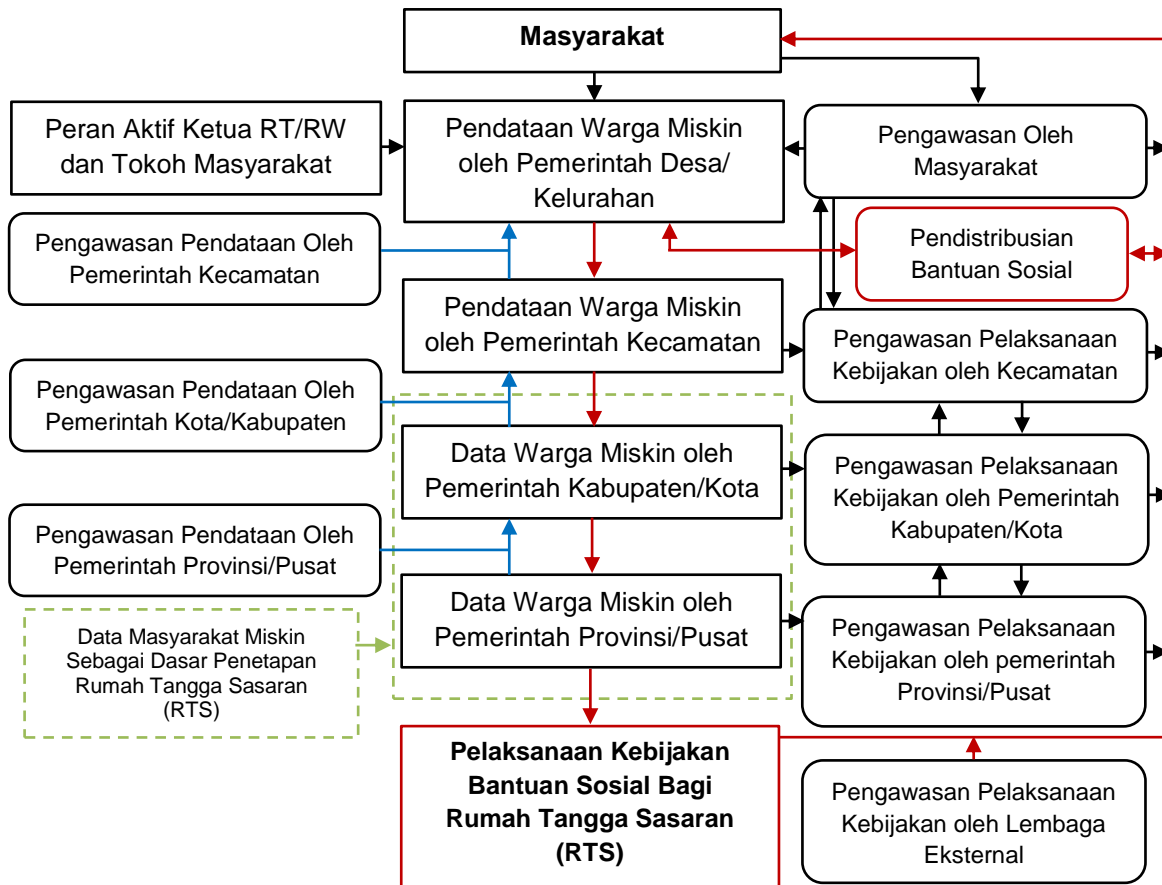 Masyarakat
Peran Aktif Ketua RT/RW
dan Tokoh Masyarakat
Pendataan Warga Miskin
oleh Pemerintah Desa/
Kelurahan
Pengawasan Oleh
Masyarakat
Pengawasan Pendataan Oleh
Pemerintah Kecamatan
Pendistribusian
Bantuan Sosial
Pendataan Warga Miskin
oleh Pemerintah Kecamatan
Pengawasan Pelaksanaan
Kebijakan oleh Kecamatan
Pengawasan Pendataan Oleh
Pemerintah Kota/Kabupaten
Data Warga Miskin oleh
Pemerintah Kabupaten/Kota
Pengawasan Pelaksanaan
Kebijakan oleh Pemerintah
Kabupaten/Kota
Pengawasan Pendataan Oleh
Pemerintah Provinsi/Pusat
Data Warga Miskin oleh
Pemerintah Provinsi/Pusat
Pengawasan Pelaksanaan
Kebijakan oleh pemerintah
Provinsi/Pusat
Data Masyarakat Miskin
Sebagai Dasar Penetapan
Rumah Tangga Sasaran
(RTS)
Pelaksanaan Kebijakan
Bantuan Sosial Bagi
Rumah Tangga Sasaran
(RTS)
Pengawasan Pelaksanaan
Kebijakan oleh Lembaga
Eksternal